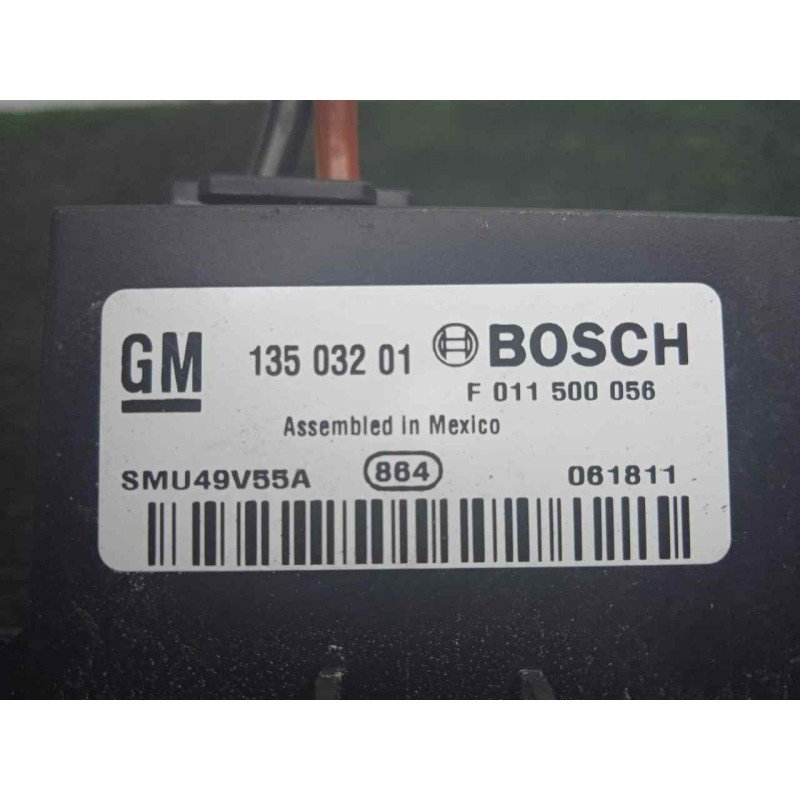 GM 135 032 01 BOSCH
F 011 500 056
Assembled in Mexico
SMU49V55A 864 061811